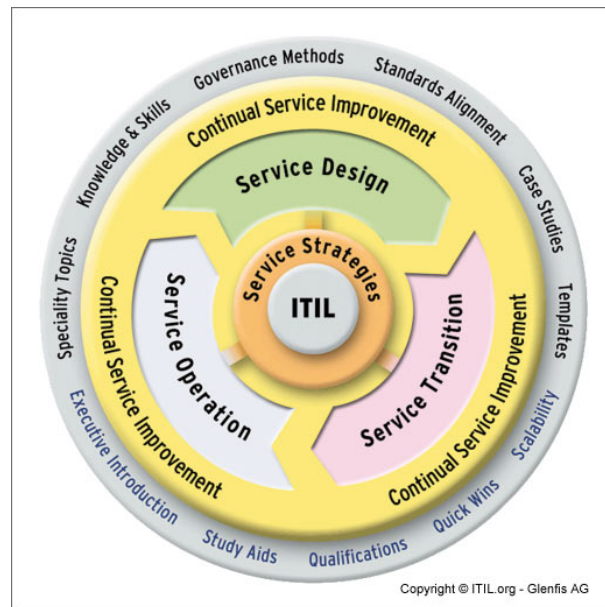 Governance Methods
Standards Alignment
Knowledge & Skills
Case Studies
Speciality Topics
Templates
Executive Introduction
Scalability
Study Aids
Qualifications
Quick Wins
Continual Service Improvement
Continual Service Improvement
Continual Service Improvement
Service Design
Service Operation
Service Transition
Service Strategies
ITIL
Copyright © ITIL.org - Glenfis AG